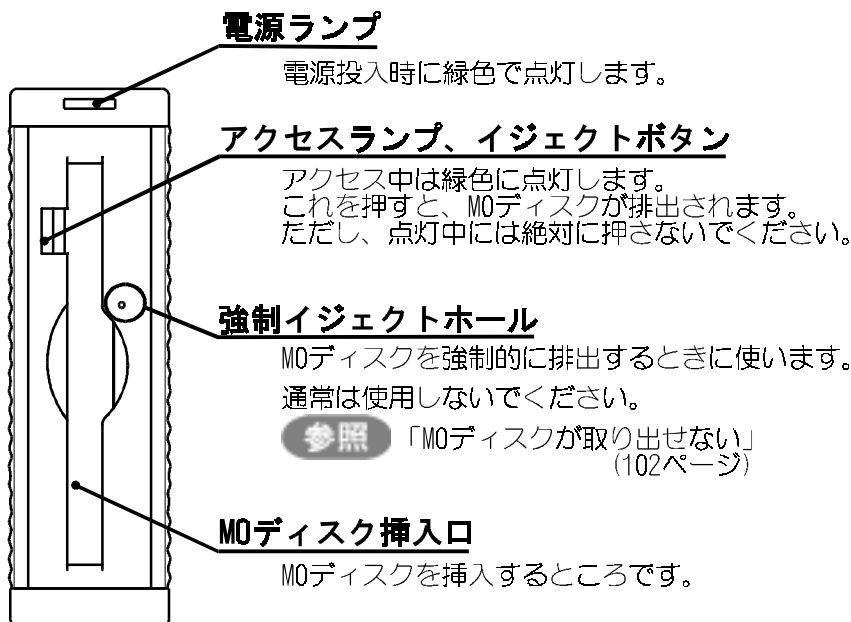 電源ランプ
電源投入時に緑色で点灯します。
アクセスランプ、イジェクトボタン
アクセス中は緑色に点灯します。
これを押すと、MOディスクが排出されます。
ただし、点灯中には絶対に押さないでください。
強制イジェクトホール
MOディスクを強制的に排出するときに使います。
通常は使用しないでください。
参照 「MOディスクが取り出せない」
(102ページ)
MOディスク挿入口
MOディスクを挿入するところです。